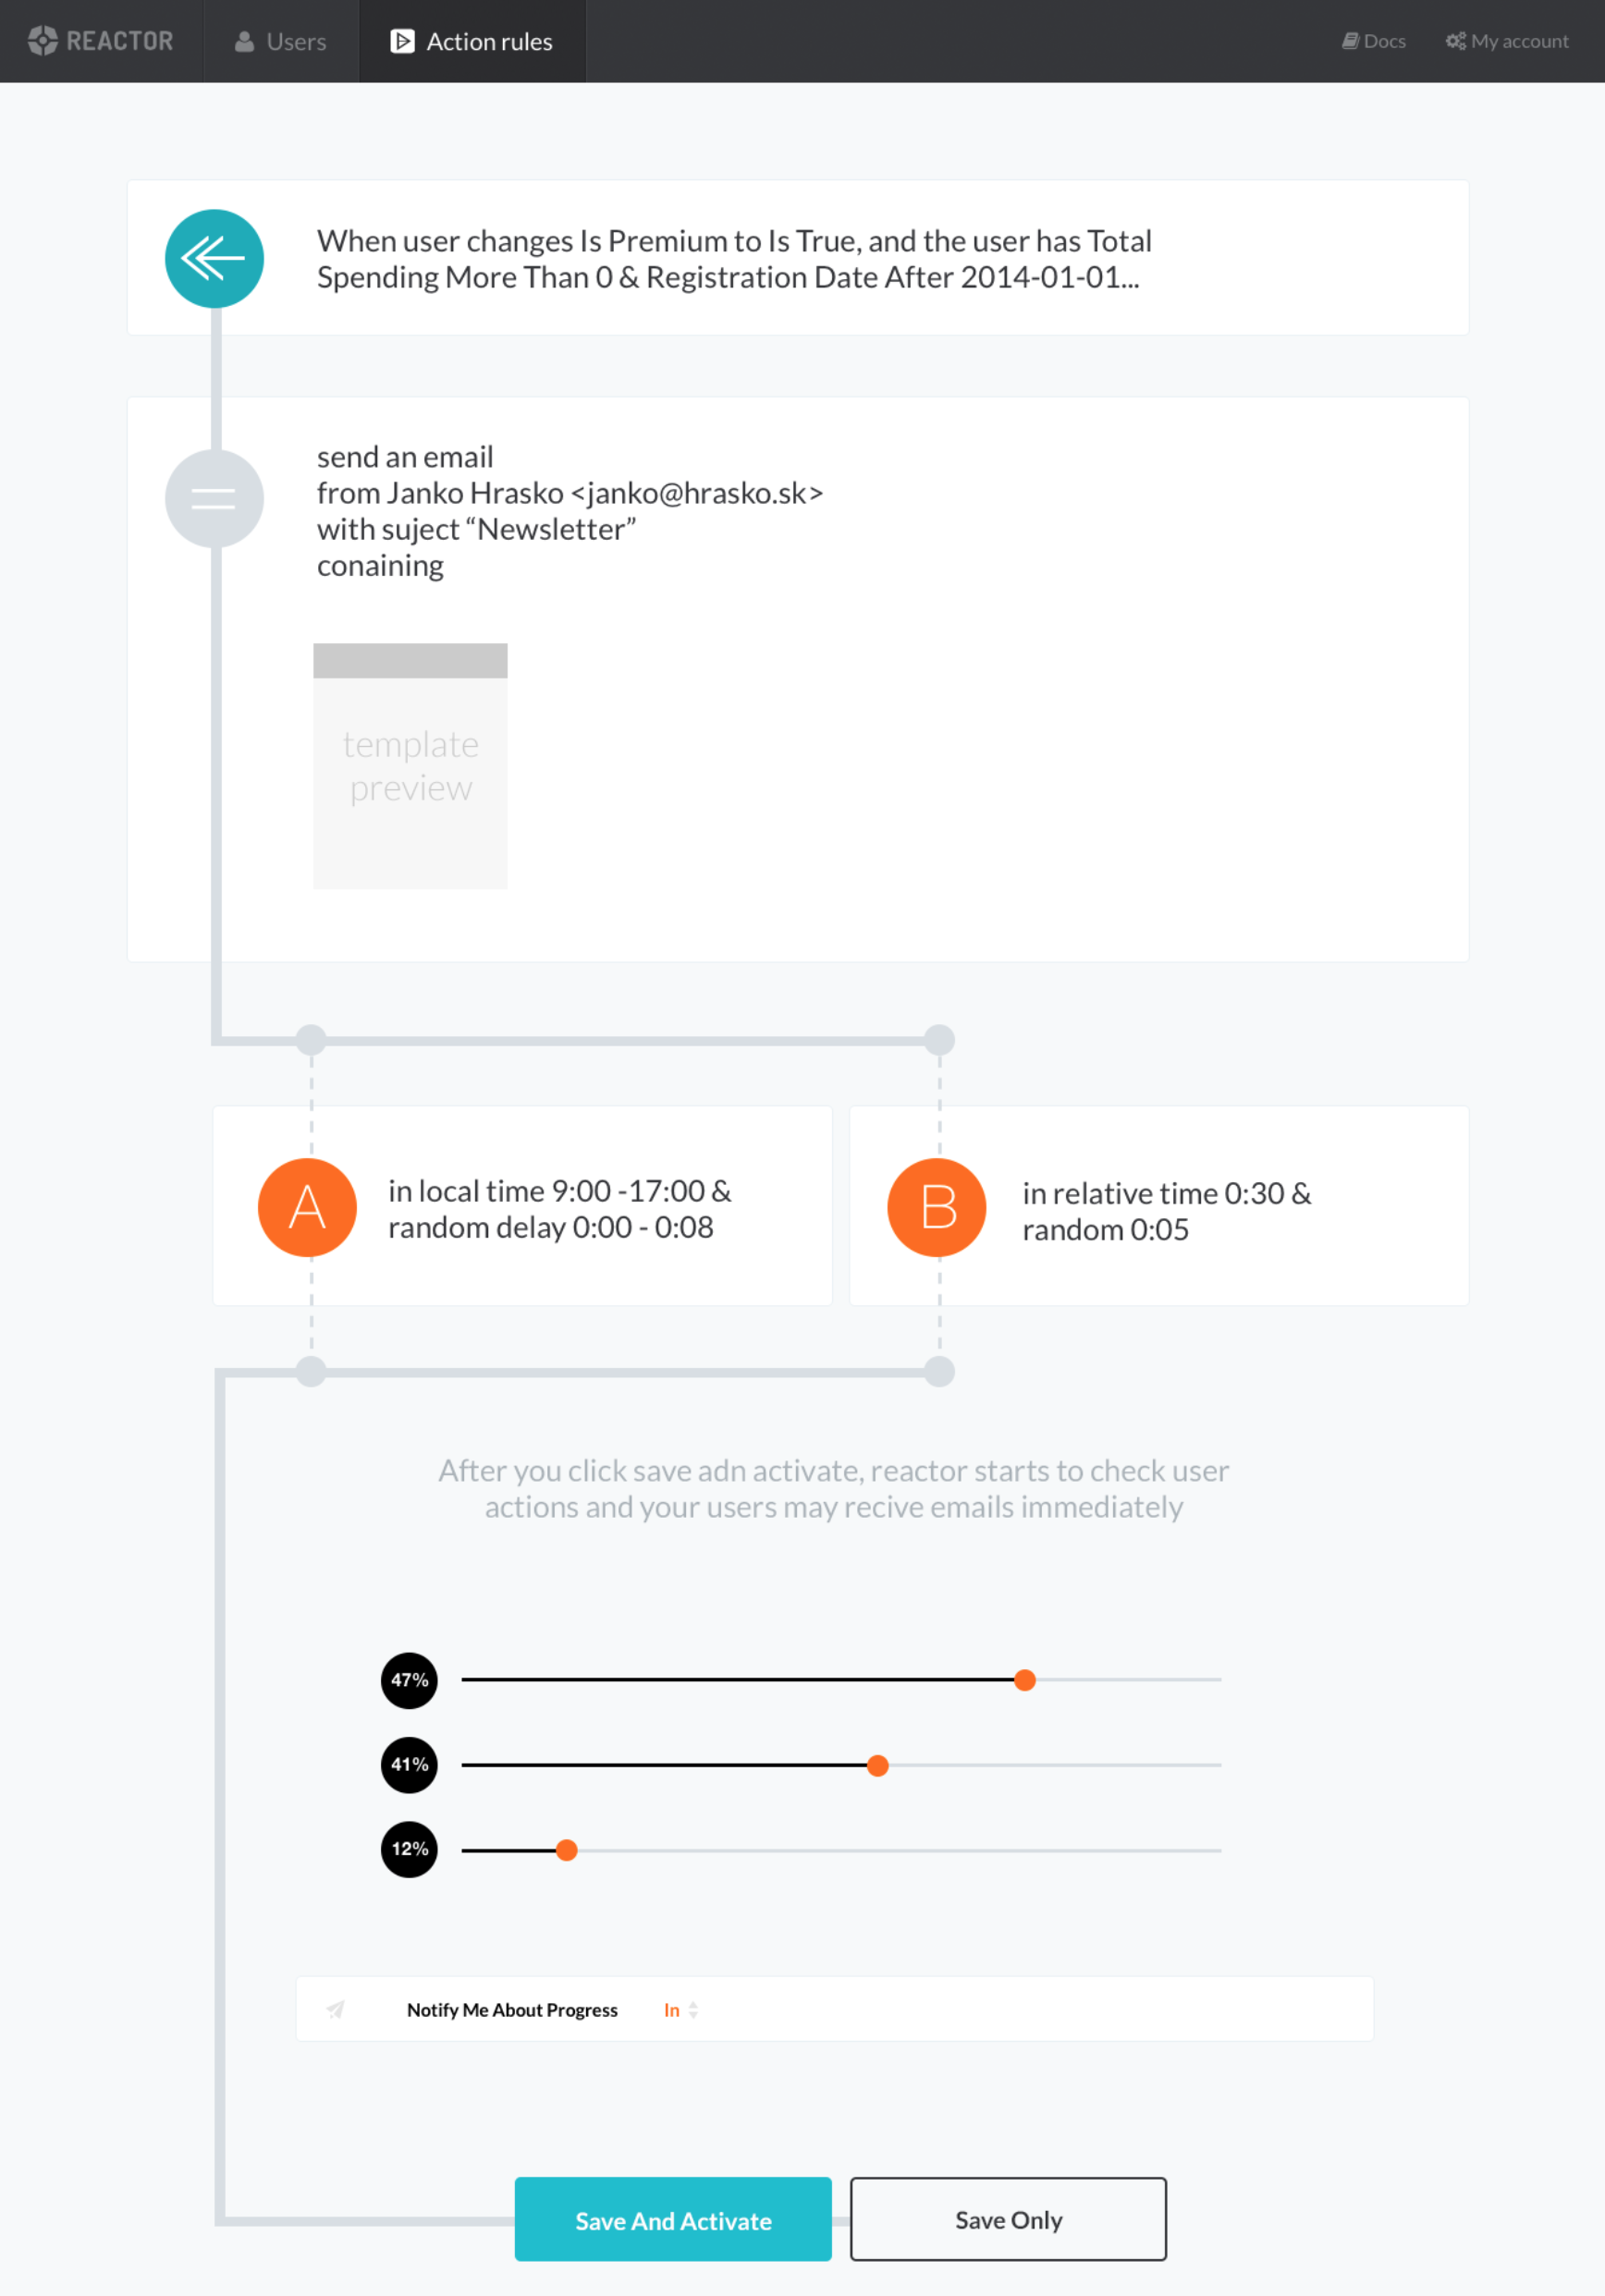 REACTOR Users Action rules Docs My account
When user changes Is Premium to Is True, and the user has Total
Spending More Than 0 & Registration Date After 2014-01-01...
send an email
from Janko Hrasko <janko@hrasko.sk>
with suject “Newsletter”
conaining
template
preview
A
in local time 9:00 -17:00 &
random delay 0:00 - 0:08
B
in relative time 0:30 &
random 0:05
After you click save adn activate, reactor starts to check user
actions and your users may recive emails immediately
47%
41%
12%
Notify Me About Progress In
Save And Activate Save Only